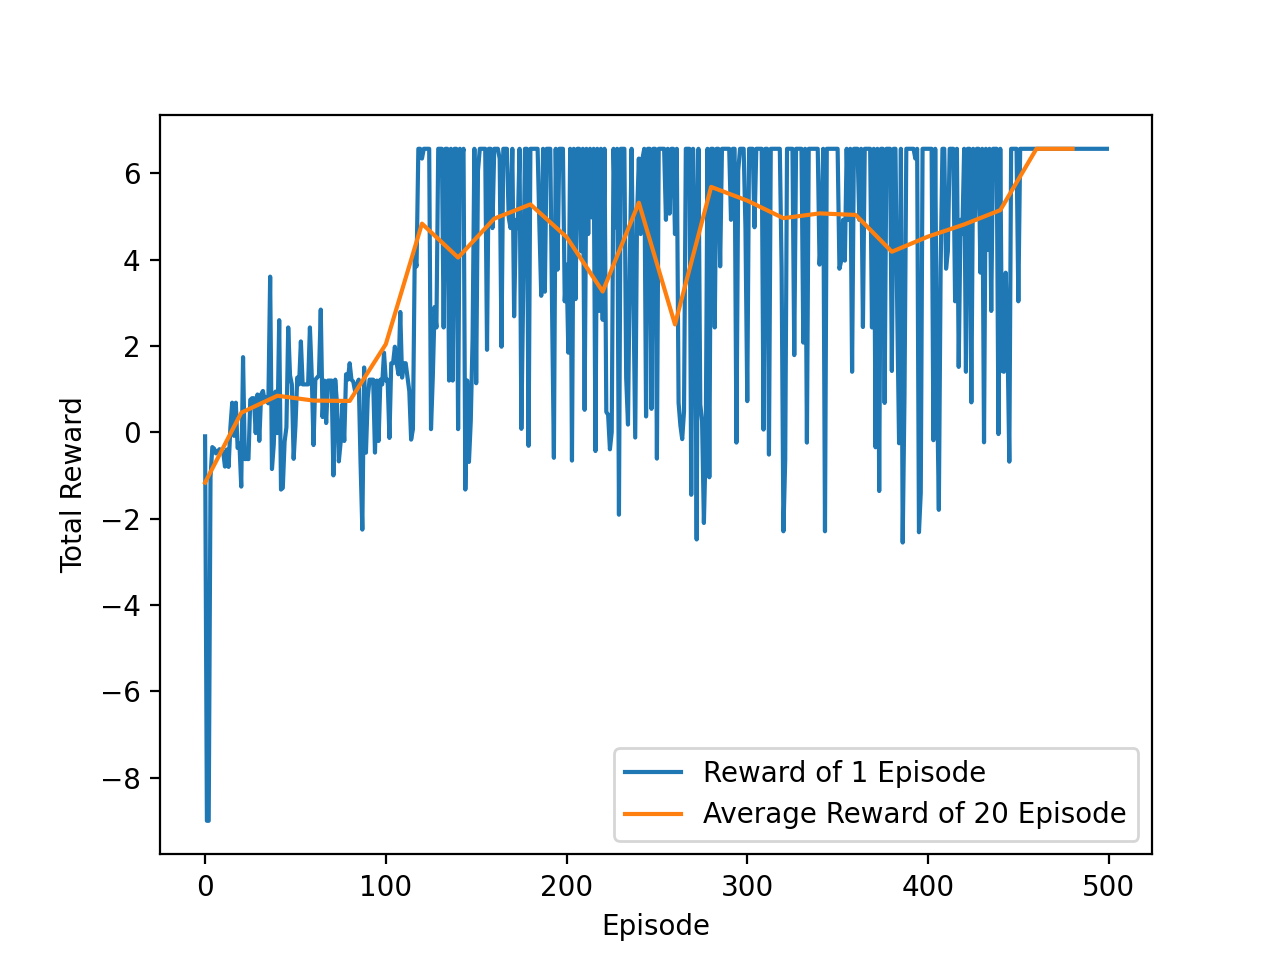 6
4
2
0
−2
−4
−6
−8
Total Reward
Reward of 1 Episode
Average Reward of 20 Episode
0 100 200 300 400 500
Episode